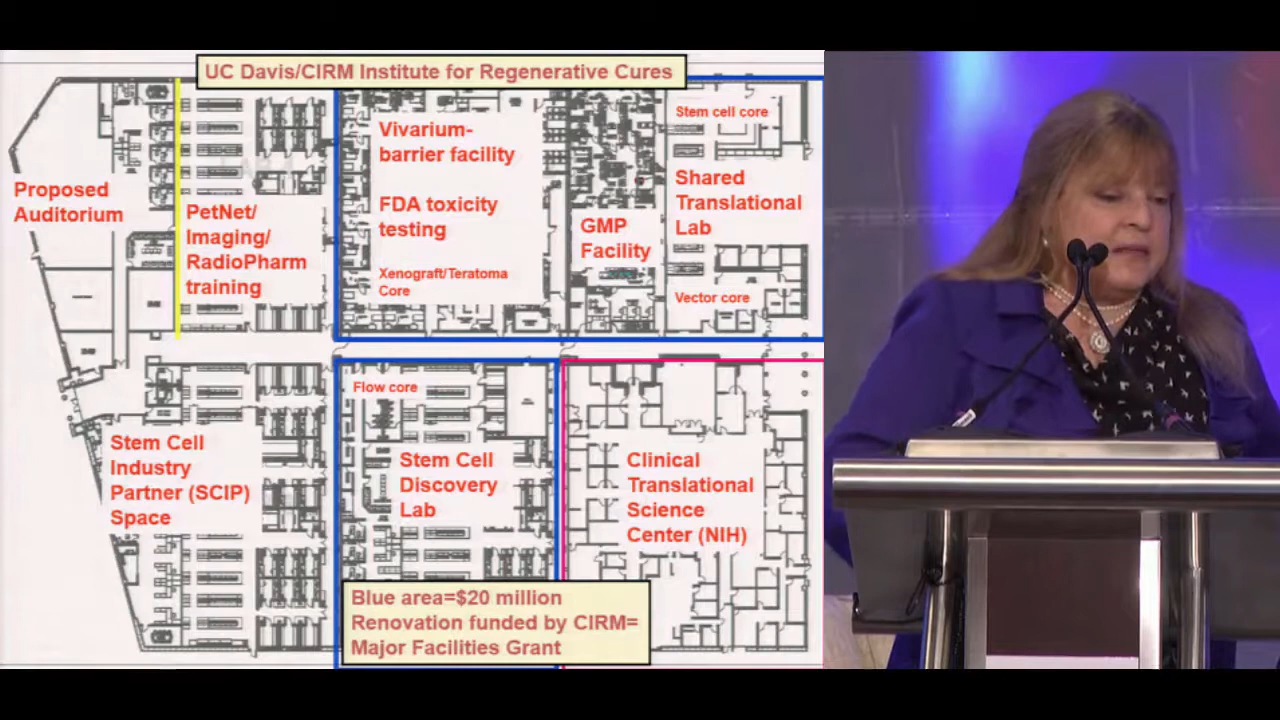 UC Davis/CIRM Institute for Regenerative Cures
Proposed
Auditorium
PetNet/
Imaging/
RadioPharm
training
Vivarium-
barrier facility
FDA toxicity
testing
Xenograft/Teratoma
Core
GMP
Facility
Stem cell core
Shared
Translational
Lab
Vector core
Stem Cell
Industry
Partner (SCIP)
Space
Flow core
Stem Cell
Discovery
Lab
Clinical
Translational
Science
Center (NIH)
Blue area=$20 million
Renovation funded by CIRM=
Major Facilities Grant